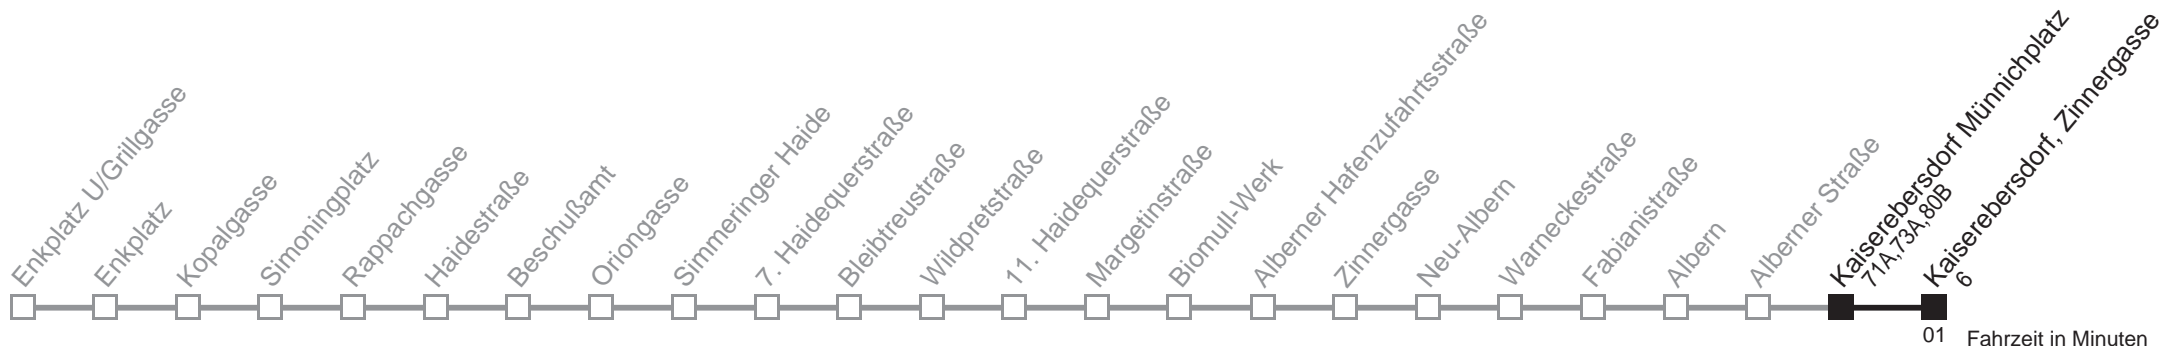 Enkplatz U/Grillgasse
Enkplatz
Kopalgasse
Simoningplatz
Rappachgasse
Haidestraße
Beschußamt
Oriongasse
Simmeringer Haide
7. Haidequerstraße
Bleibtreustraße
Wildpretstraße
11. Haidequerstraße
Margetinstraße
Biomull-Werk
Alberner Hafenzufahrtsstraße
Zinnergasse
Neu-Albern
Warneckestraße
Fabianistraße
Albern
Alberner Straße
Kaiserebersdorf Münnichplatz
71A,73A,80B
Kaiserebersdorf, Zinnergasse
6
01
Fahrzeit in Minuten